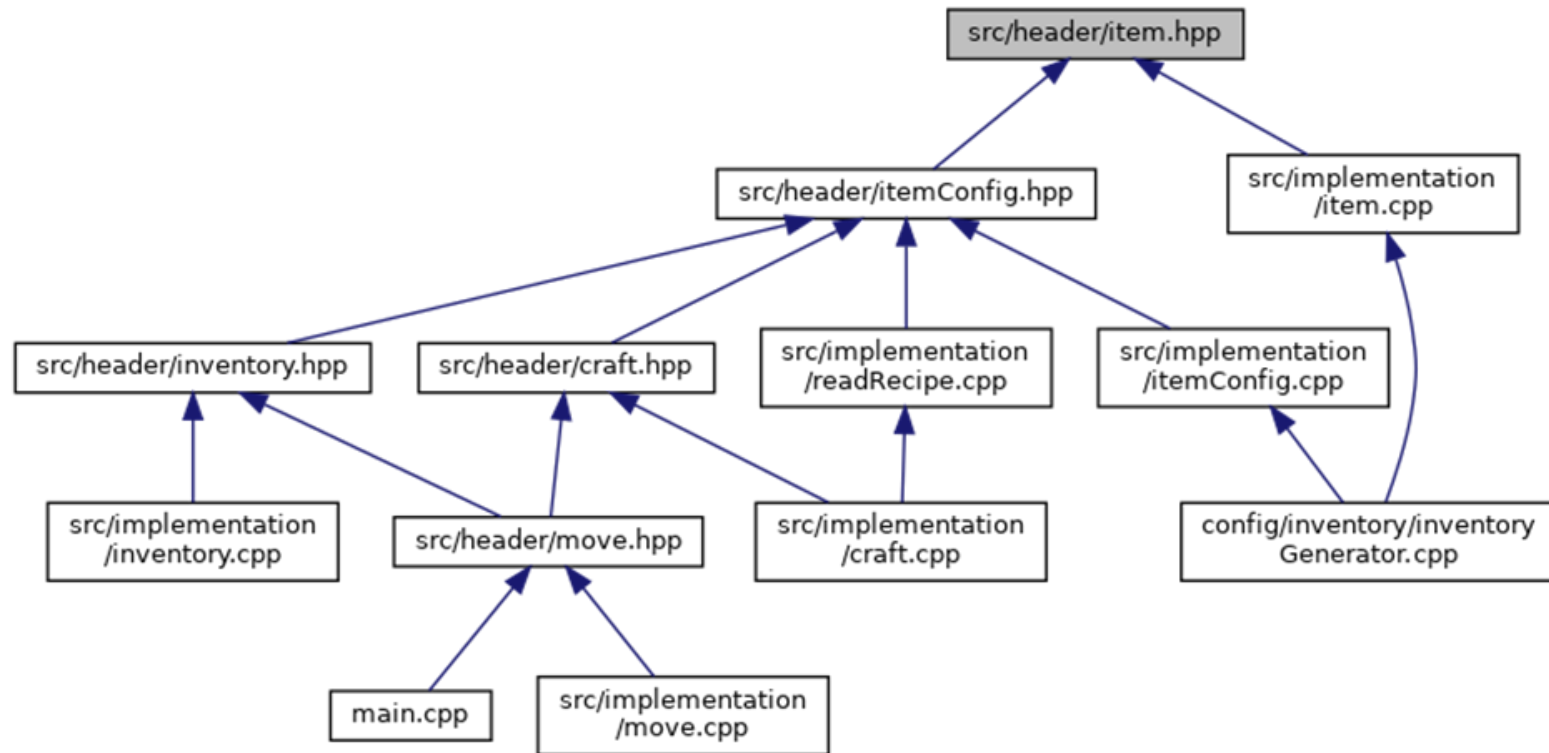 src/header/item.hpp
src/header/itemConfig.hpp
src/implementation
/item.cpp
src/header/inventory.hpp
src/header/craft.hpp
src/implementation
/readRecipe.cpp
src/implementation
/itemConfig.cpp
src/implementation
/inventory.cpp
src/header/move.hpp
src/implementation
/craft.cpp
config/inventory/inventory
Generator.cpp
main.cpp
src/implementation
/move.cpp